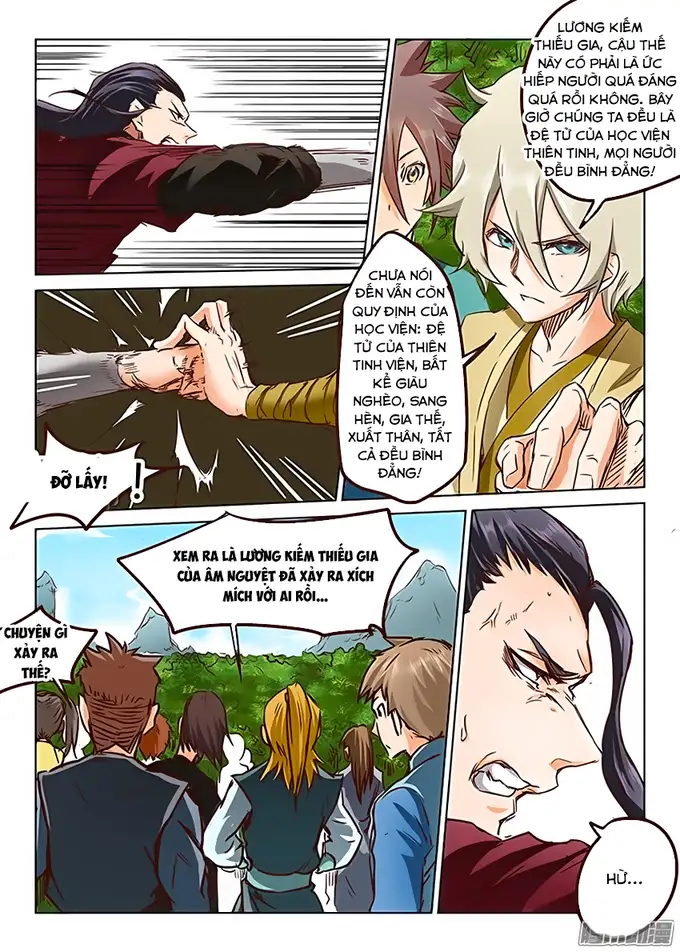 LƯƠNG KIẾM
THIẾU GIA, CẬU THẾ
NÀY CÓ PHẢI LÀ ỨC
HIẾP NGƯỜI QUÁ ĐÁNG
QUÁ RỒI KHÔNG. BÂY
GIỜ CHÚNG TA ĐỀU LÀ
ĐỆ TỬ CỦA HỌC VIỆN
THIÊN TINH, MỌI NGƯỜI
ĐỀU BÌNH ĐẲNG!
CHƯA NÓI
ĐẾN VẪN CÒN
QUY ĐỊNH CỦA
HỌC VIỆN: ĐỆ
TỬ CỦA THIÊN
TINH VIỆN, BẤT
KỂ GIÀU
NGHÈO, SANG
HÈN, GIA THẾ,
XUẤT THÂN, TẤT
CẢ ĐỀU BÌNH
ĐẲNG!
ĐỠ LẤY!
!
XEM RA LÀ LƯƠNG KIẾM THIẾU GIA
CỦA ÂM NGUYỆT ĐÃ XẢY RA XÍCH
MÍCH VỚI AI RỒI...
CHUYỆN GÌ
XẢY RA
THẾ?
HỪ...